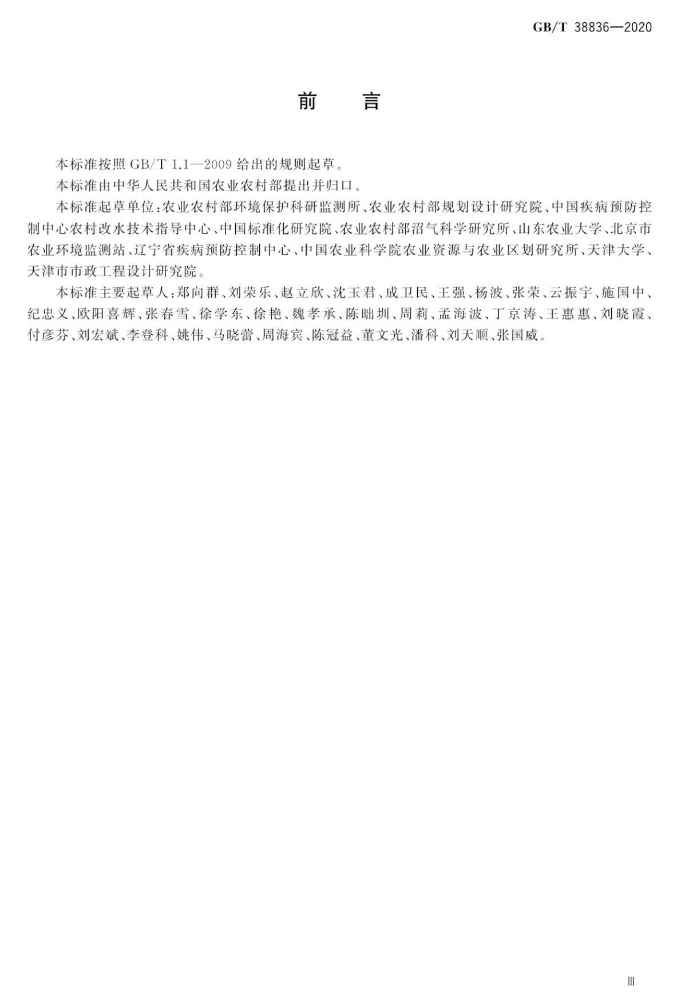 GB/T 38836—2020
前 言
本标准按照 GB/T 1.1—2009 给出的规则起草。
本标准由中华人民共和国农业农村部提出并归口。
本标准起草单位:农业农村部环境保护科研监测所、农业农村部规划设计研究院、中国疾病预防控
制中心农村改水技术指导中心、中国标准化研究院、农业农村部沼气科学研究所、山东农业大学、北京市
农业环境监测站、辽宁省疾病预防控制中心、中国农业科学院农业资源与农业区划研究所、天津大学、
天津市市政工程设计研究院。
本标准主要起草人:郑向群、刘荣乐、赵立欣、沈玉君、成卫民、王强、杨波、张荣、云振宇、施国中、
纪忠义、欧阳喜辉、张春雪、徐学东、徐艳、魏孝承、陈昢圳、周莉、孟海波、丁京涛、王惠惠、刘晓霞、
付彦芬、刘宏斌、李登科、姚伟、马晓蕾、周海宾、陈冠益、董文光、潘科、刘天顺、张国威。
Ⅲ